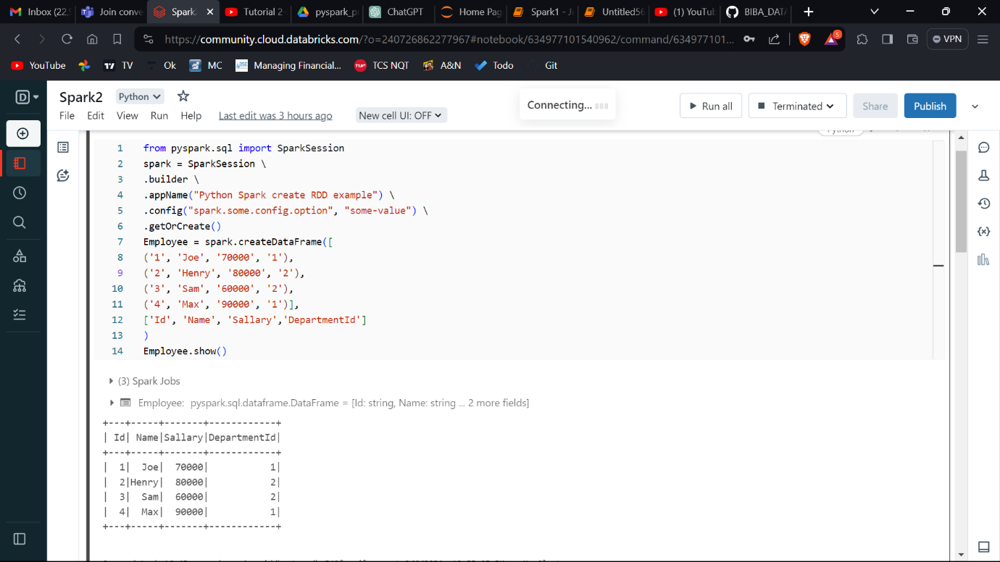 Inbox (22,
Join conve
Spark
Tutorial 2-
pyspark_pr
ChatGPT
Home Pag
Spark1 - Ju
Untitled56
(1) YouTub
BIBA_DATA
https://community.cloud.databricks.com/?o=240726862277967#notebook/634977101540962/command/634977101...
5
VPN
YouTube
TV
Ok
MC
Managing Financial...
TCS NQT
A&N
Todo
Git
D
Spark2
Python
Connecting...
Run all
Terminated
Share
Publish
File Edit View Run Help
Last edit was 3 hours ago
New cell UI: OFF
Python
1 from pyspark.sql import SparkSession
2 spark = SparkSession \
3 .builder \
4 .appName("Python Spark create RDD example") \
5 .config("spark.some.config.option", "some-value") \
6 .getOrCreate()
7 Employee = spark.createDataFrame([
8 ('1', 'Joe', '70000', '1'),
9 ('2', 'Henry', '80000', '2'),
10 ('3', 'Sam', '60000', '2'),
11 ('4', 'Max', '90000', '1')],
12 ['Id', 'Name', 'Sallary','DepartmentId']
13 )
14 Employee.show()
(3) Spark Jobs
Employee: pyspark.sql.dataframe.DataFrame = [Id: string, Name: string ... 2 more fields]
+---+-----+-------+------------+
| Id| Name|Sallary|DepartmentId|
+---+-----+-------+------------+
|  1|  Joe|  70000|           1|
|  2|Henry|  80000|           2|
|  3|  Sam|  60000|           2|
|  4|  Max|  90000|           1|
+---+-----+-------+------------+